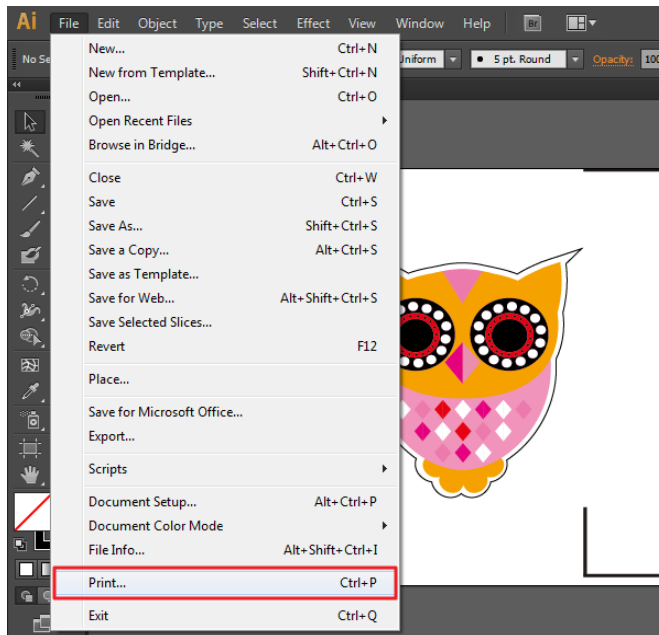 Ai File Edit Object Type Select Effect View Window Help Br
No Se Uniform 5 pt. Round Opacity: 100
New... Ctrl+N
New from Template... Shift+Ctrl+N
Open... Ctrl+O
Open Recent Files
Browse in Bridge... Alt+Ctrl+O
Close Ctrl+W
Save Ctrl+S
Save As... Shift+Ctrl+S
Save a Copy... Alt+Ctrl+S
Save as Template...
Save for Web... Alt+Shift+Ctrl+S
Save Selected Slices...
Revert F12
Place...
Save for Microsoft Office...
Export...
Scripts
Document Setup... Alt+Ctrl+P
Document Color Mode
File Info... Alt+Shift+Ctrl+I
Print... Ctrl+P
Exit Ctrl+Q